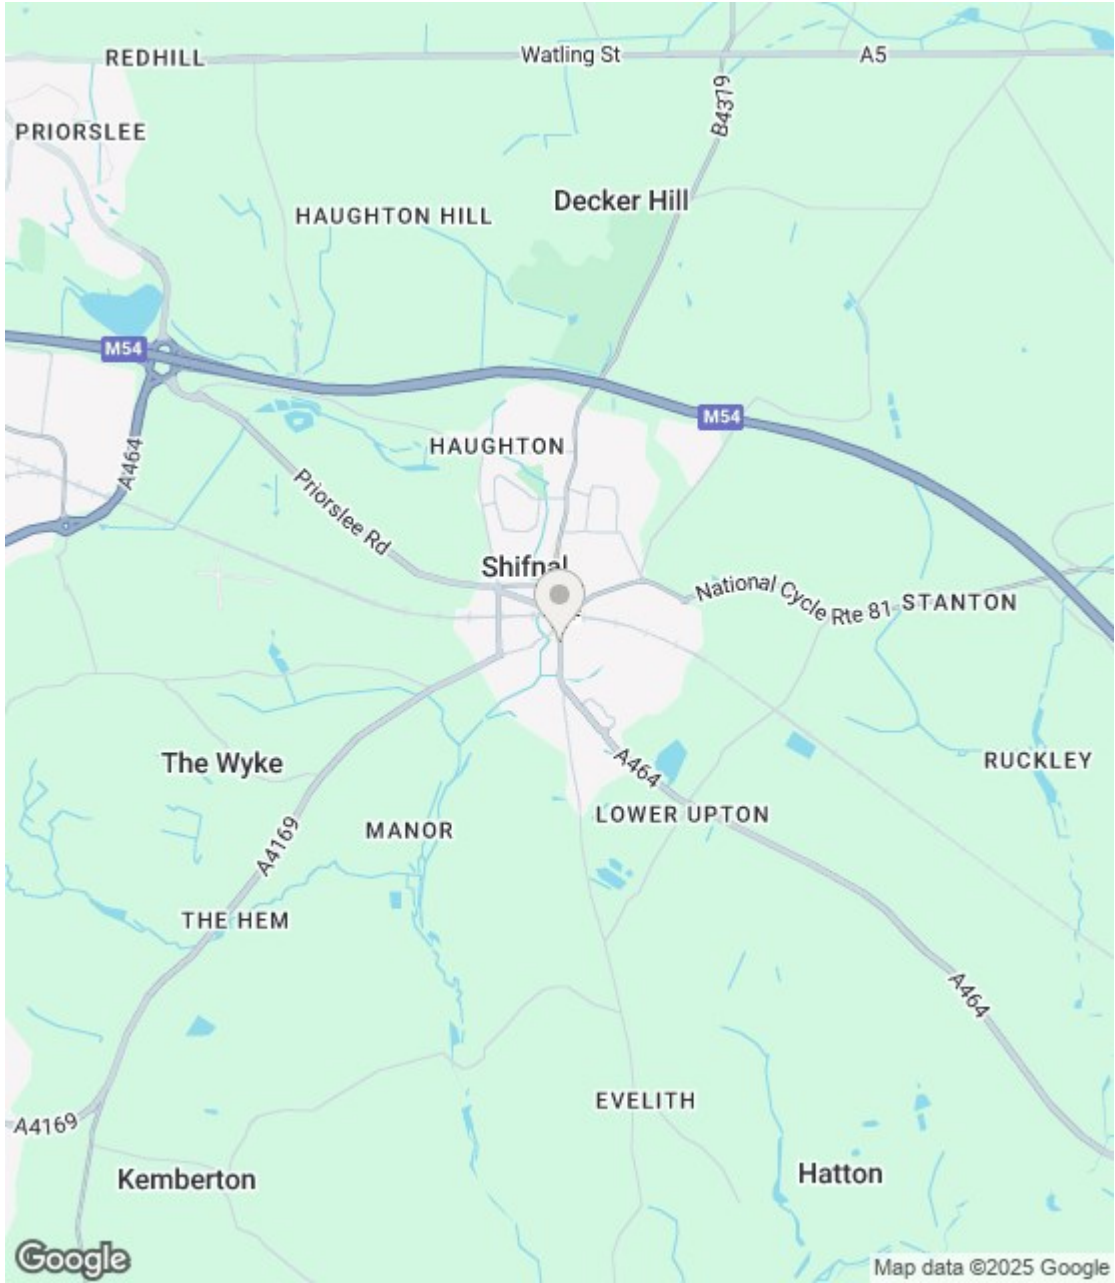 REDHILL
Watling St
A5
PRIORSLEE
B4379
Decker Hill
HAUGHTON HILL
M54
M54
HAUGHTON
A464
Priorslee Rd
Shifnal
National Cycle Rte 81
STANTON
The Wyke
A464
RUCKLEY
LOWER UPTON
MANOR
A4169
THE HEM
A464
EVELITH
A4169
Kemberton
Hatton
Google
Map data ©2025 Google